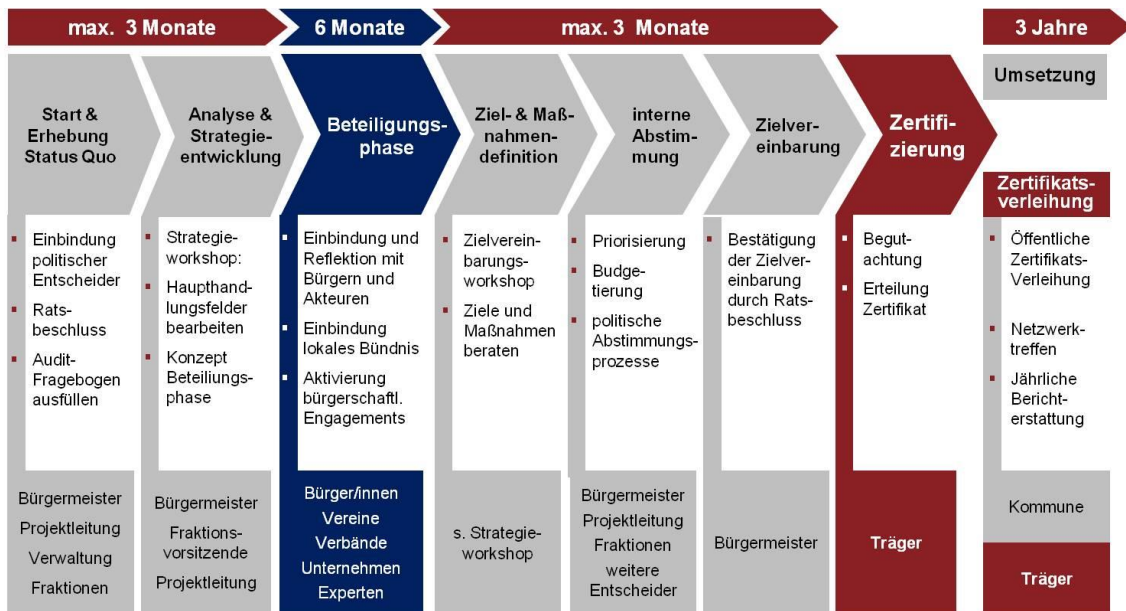 max. 3 Monate
6 Monate
max. 3 Monate
3 Jahre
Start &
Erhebung
Status Quo
Analyse &
Strategie-
entwicklung
Beteiligungs-
phase
Ziel- & Maß-
nahmen-
definition
interne
Abstim-
mung
Zielver-
einbarung
Zertifi-
zierung
Umsetzung
Zertifikats-
verleihung
Einbindung
politischer
Entscheider
Rats-
beschluss
Audit-
Fragebogen
ausfüllen
Strategie-
workshop:
Haupthand-
lungsfelder
bearbeiten
Konzept
Beteiliungs-
phase
Einbindung und
Reflektion mit
Bürgern und
Akteuren
Einbindung
lokales Bündnis
Aktivierung
bürgerschaftl.
Engagements
Zielverein-
barungs-
workshop
Ziele und
Maßnahmen
beraten
Priorisierung
Budge-
tierung
politische
Abstimmungs-
prozesse
Bestätigung
der Zielver-
einbarung
durch Rats-
beschluss
Begut-
achtung
Erteilung
Zertifikat
Öffentliche
Zertifikats-
Verleihung
Netzwerk-
treffen
Jährliche
Bericht-
erstattung
Bürgermeister
Projektleitung
Verwaltung
Fraktionen
Bürgermeister
Fraktions-
vorsitzende
Projektleitung
Bürger/innen
Vereine
Verbände
Unternehmen
Experten
s. Strategie-
workshop
Bürgermeister
Projektleitung
Fraktionen
weitere
Entscheider
Bürgermeister
Träger
Kommune
Träger